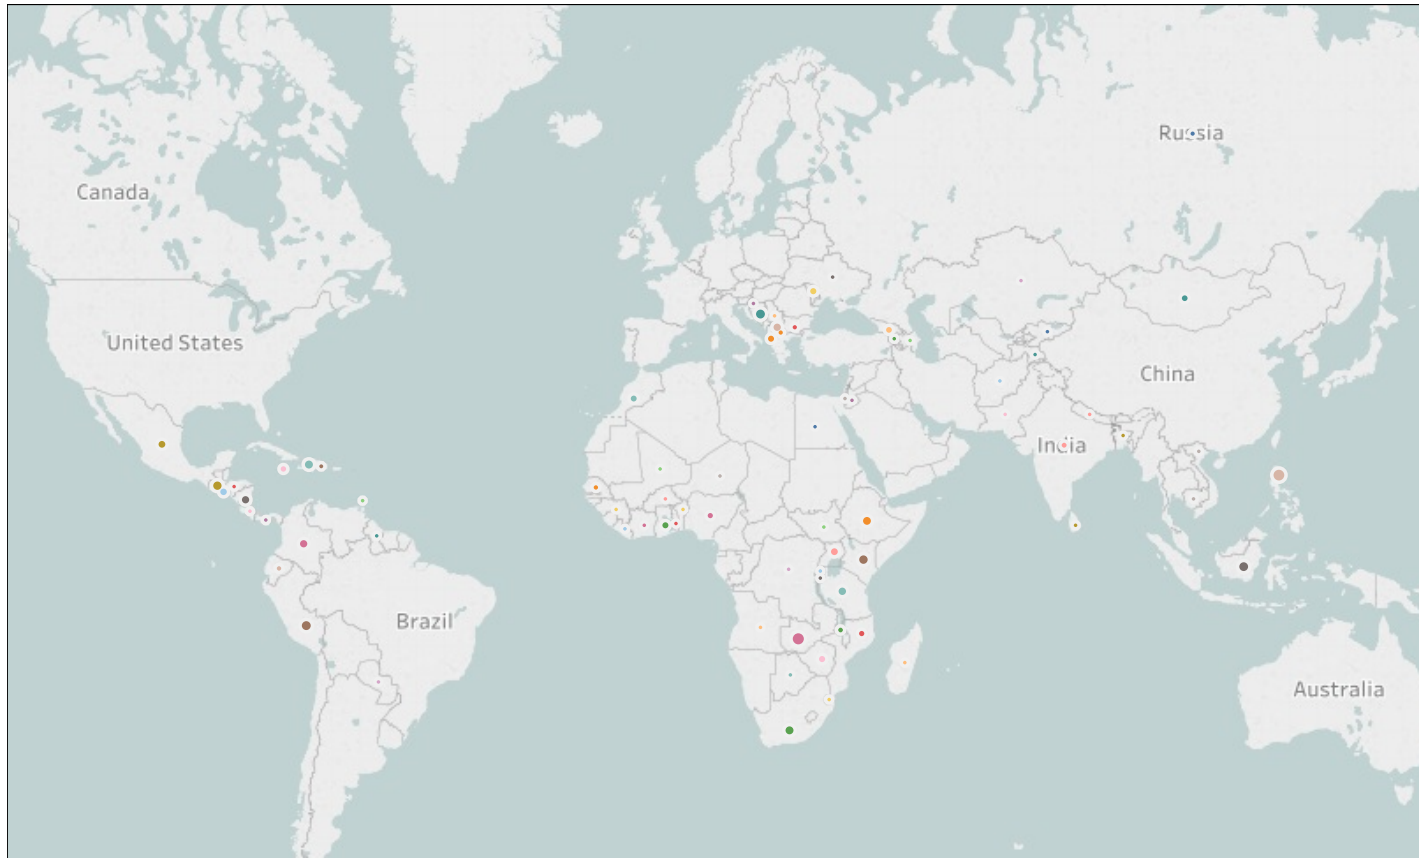 Russia
Canada
United States
China
India
Brazil
Australia